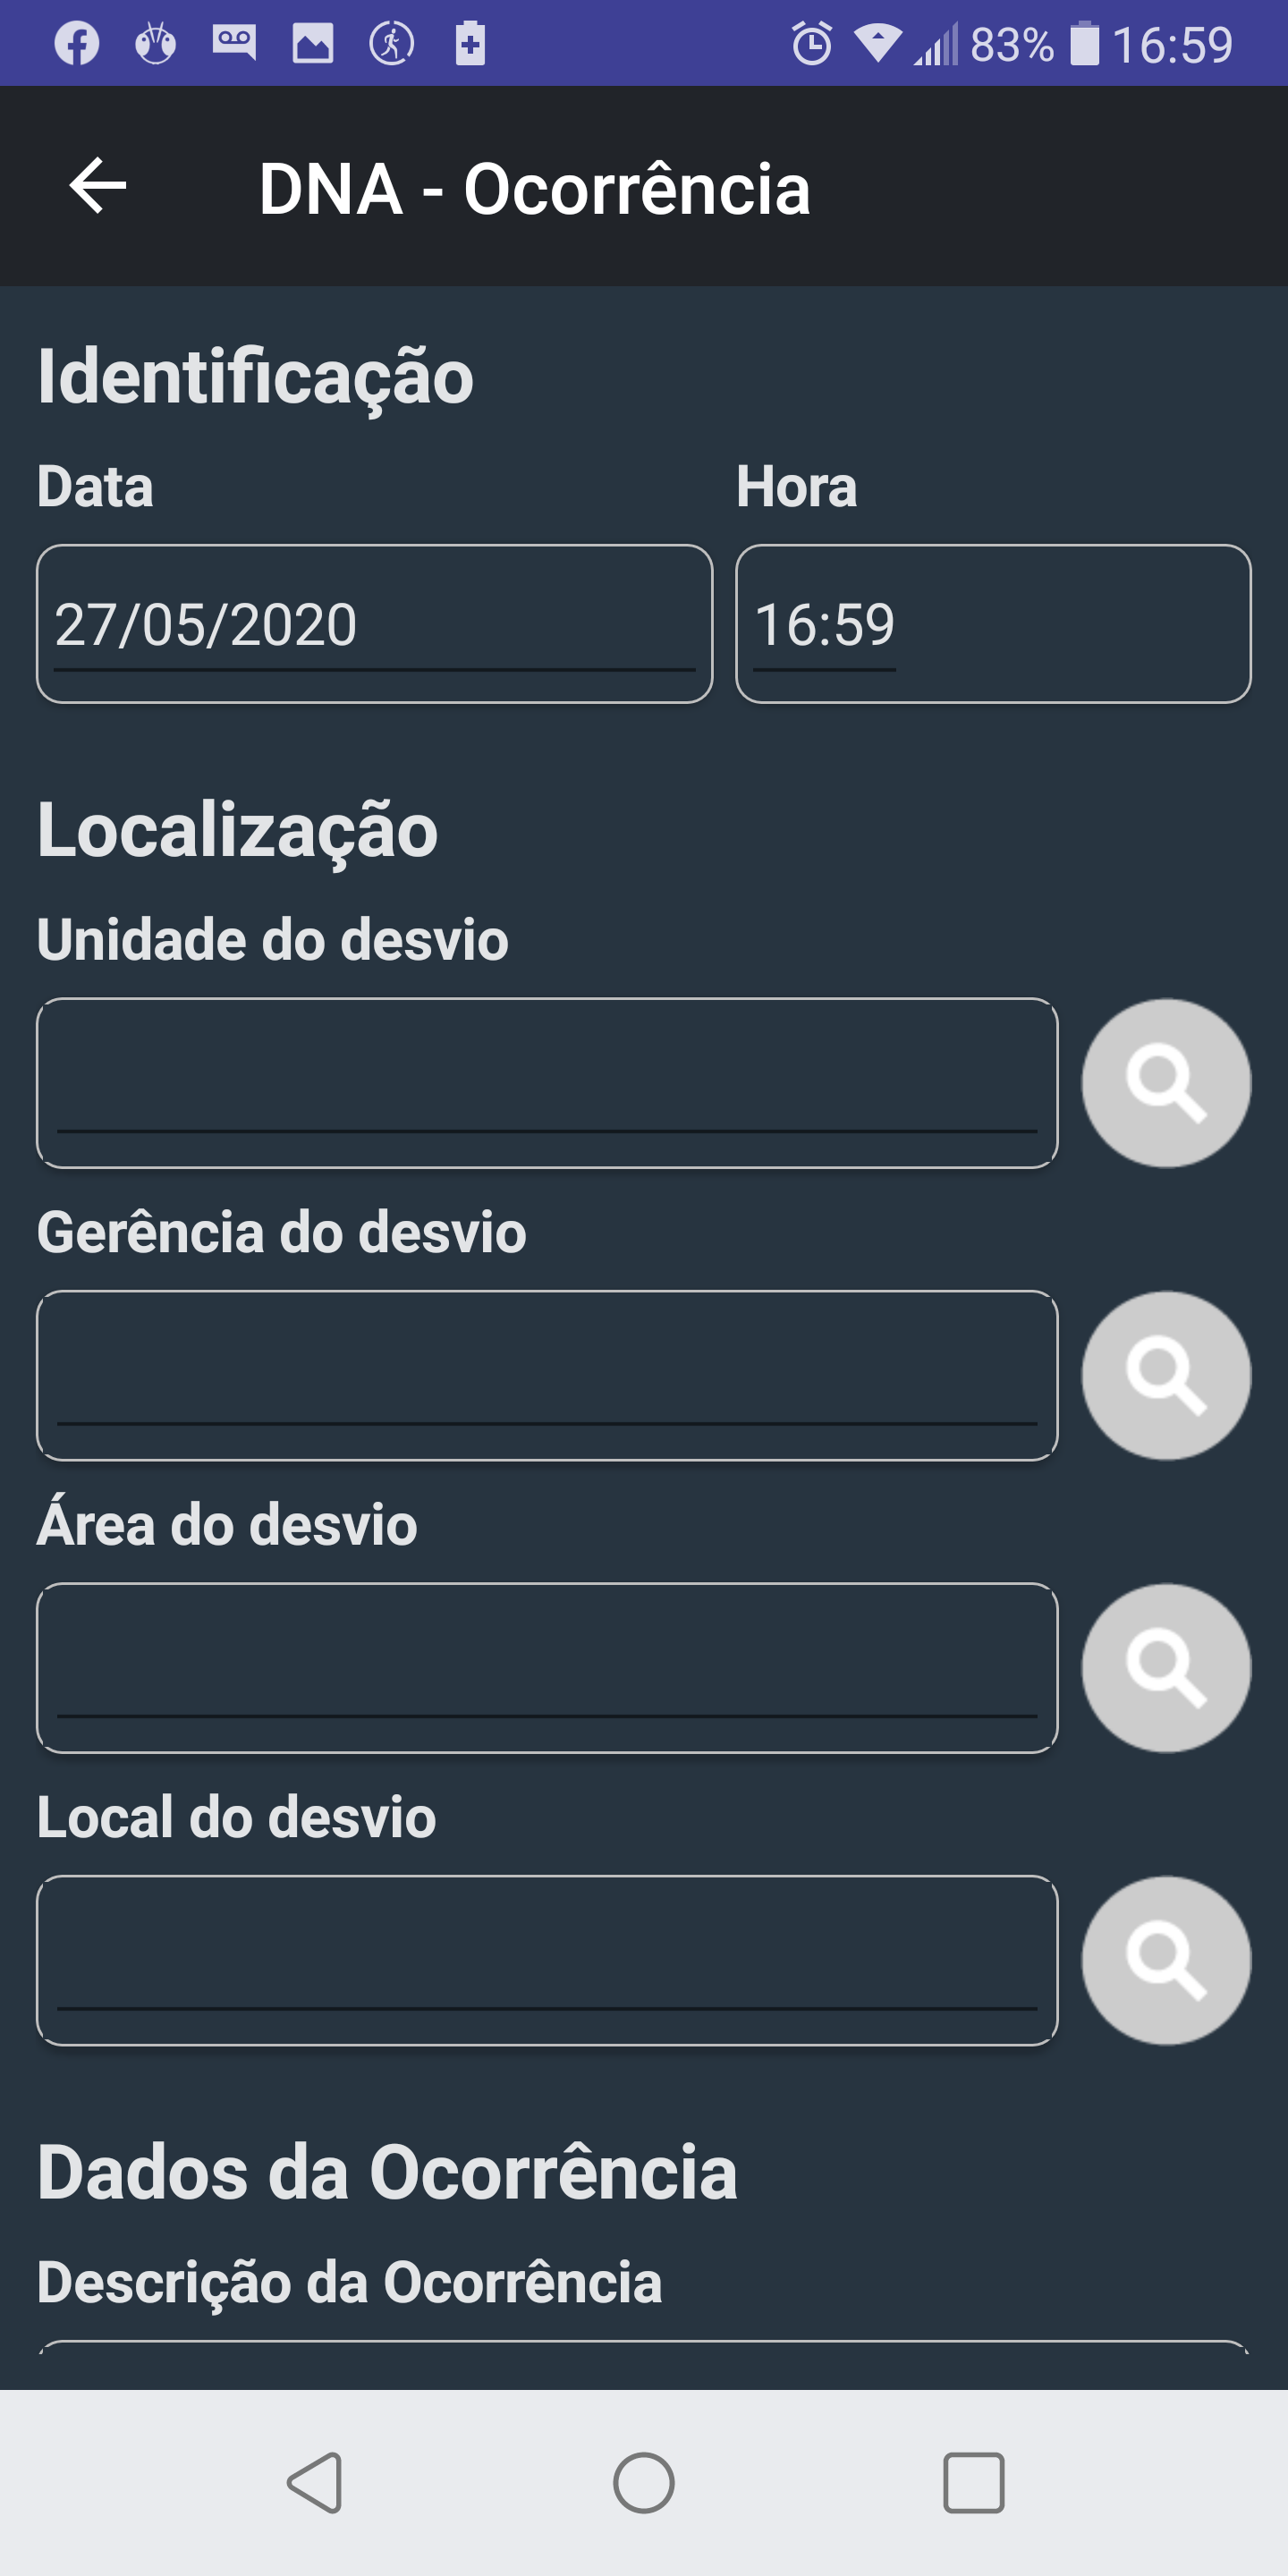 83% 16:59
DNA - Ocorrência
Identificação
Data Hora
27/05/2020 16:59
Localização
Unidade do desvio
Gerência do desvio
Área do desvio
Local do desvio
Dados da Ocorrência
Descrição da Ocorrência